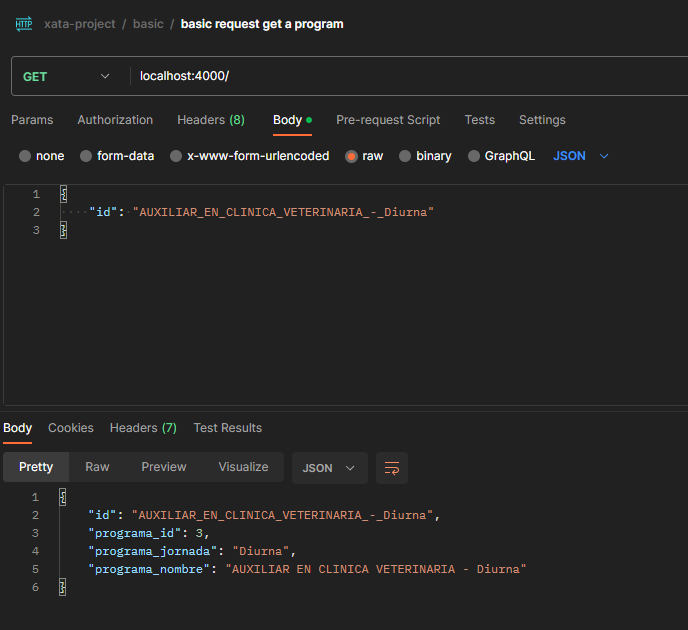 HTTP xata-project / basic / basic request get a program
GET localhost:4000/
Params Authorization Headers (8) Body Pre-request Script Tests Settings
none form-data x-www-form-urlencoded raw binary GraphQL JSON
1 {
2 "id": "AUXILIAR_EN_CLINICA_VETERINARIA_-_Diurna"
3 }
Body Cookies Headers (7) Test Results
Pretty Raw Preview Visualize JSON
1 {
2 "id": "AUXILIAR_EN_CLINICA_VETERINARIA_-_Diurna",
3 "programa_id": 3,
4 "programa_jornada": "Diurna",
5 "programa_nombre": "AUXILIAR EN CLINICA VETERINARIA - Diurna"
6 }